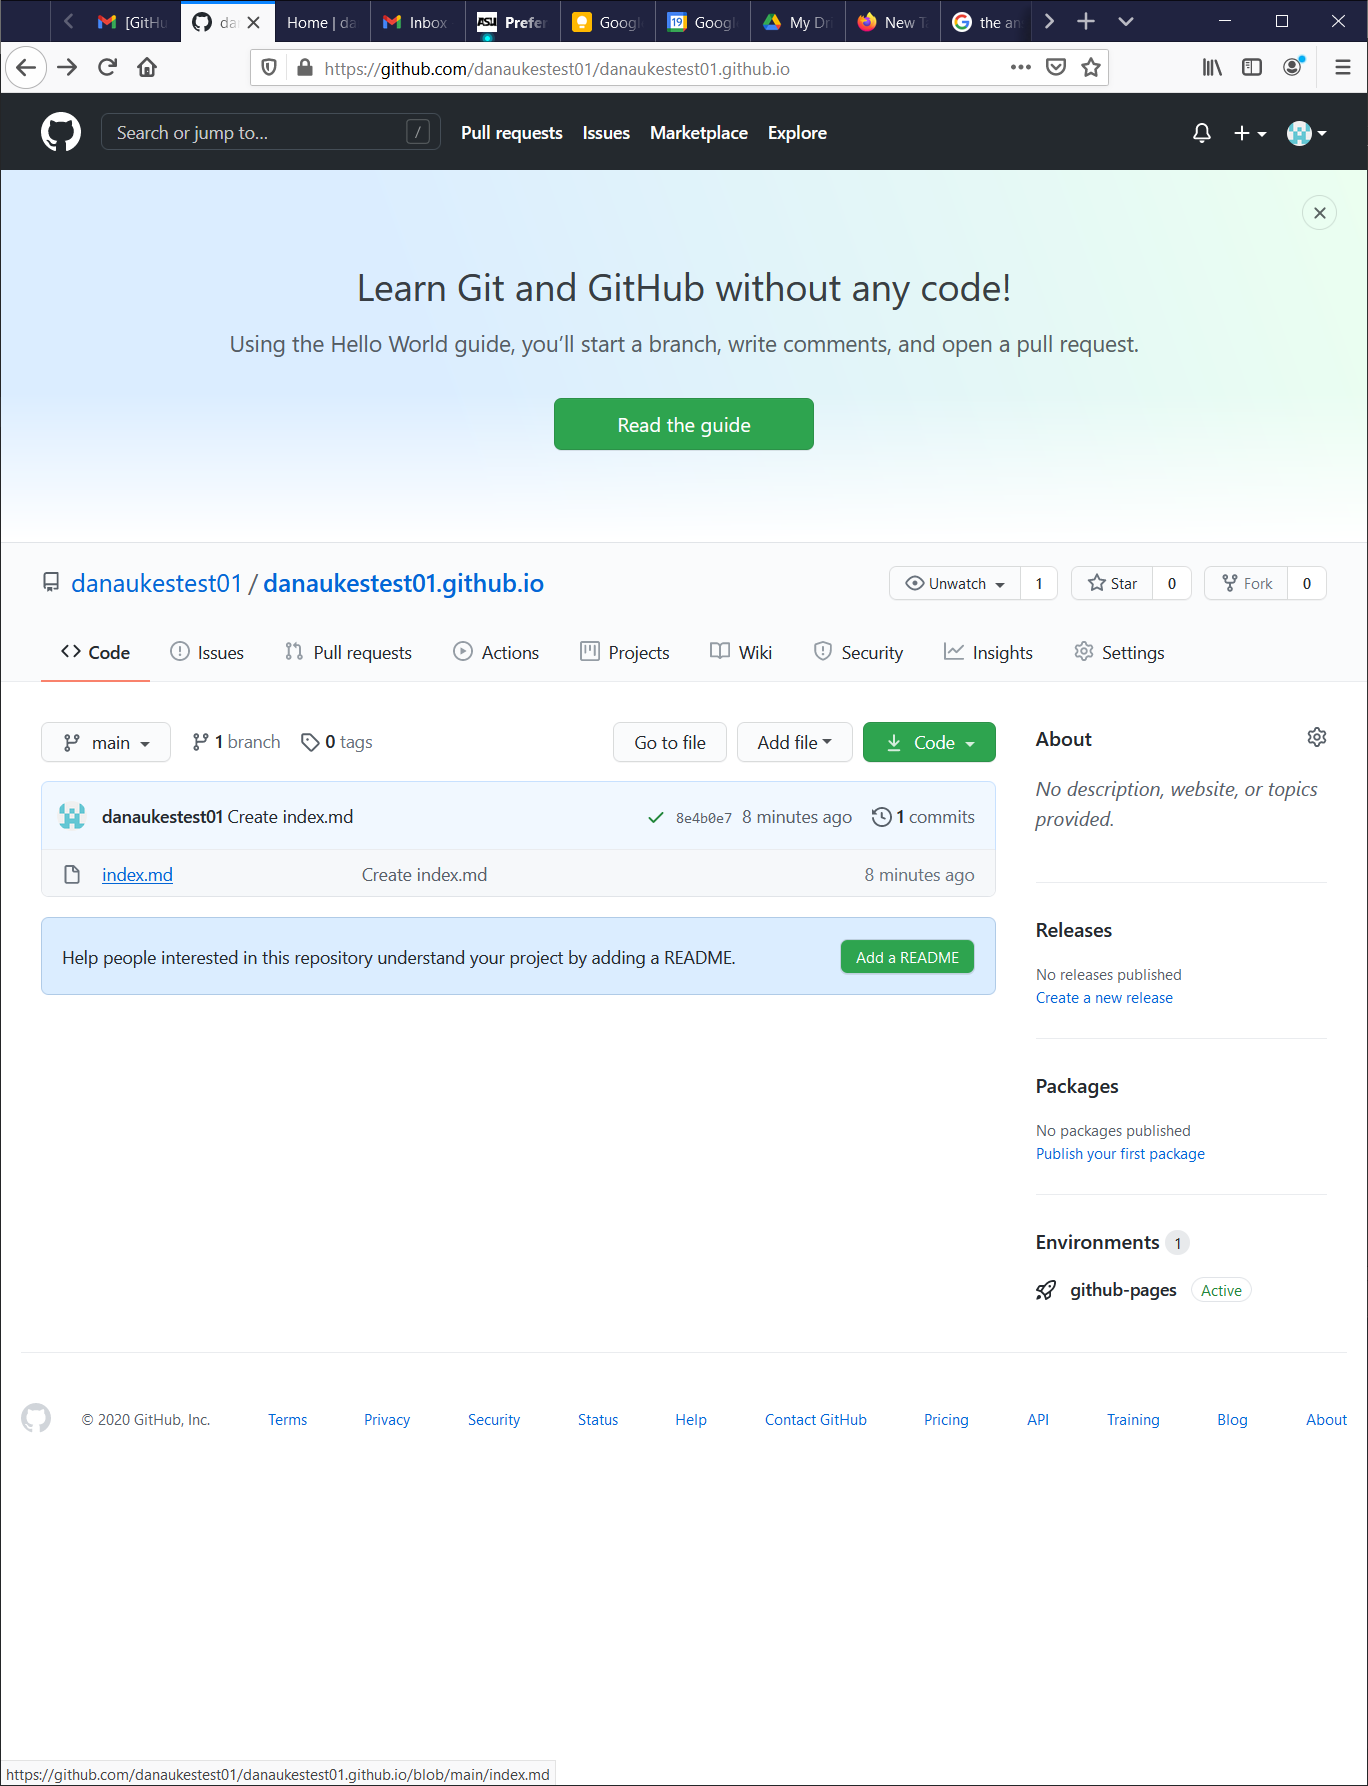 [GitHu
da
Home | da
Inbox
ASU Prefer
Googl
19 Googl
My Dri
New T
the an
https://github.com/danaukestest01/danaukestest01.github.io
Search or jump to... /
Pull requests
Issues
Marketplace
Explore
Learn Git and GitHub without any code!
Using the Hello World guide, you’ll start a branch, write comments, and open a pull request.
Read the guide
danaukestest01 / danaukestest01.github.io
Unwatch 1
Star 0
Fork 0
Code
Issues
Pull requests
Actions
Projects
Wiki
Security
Insights
Settings
main
1 branch
0 tags
Go to file
Add file
Code
danaukestest01 Create index.md
8e4b0e7 8 minutes ago
1 commits
index.md
Create index.md
8 minutes ago
Help people interested in this repository understand your project by adding a README.
Add a README
About
No description, website, or topics
provided.
Releases
No releases published
Create a new release
Packages
No packages published
Publish your first package
Environments 1
github-pages Active
© 2020 GitHub, Inc.
Terms
Privacy
Security
Status
Help
Contact GitHub
Pricing
API
Training
Blog
About
https://github.com/danaukestest01/danaukestest01.github.io/blob/main/index.md